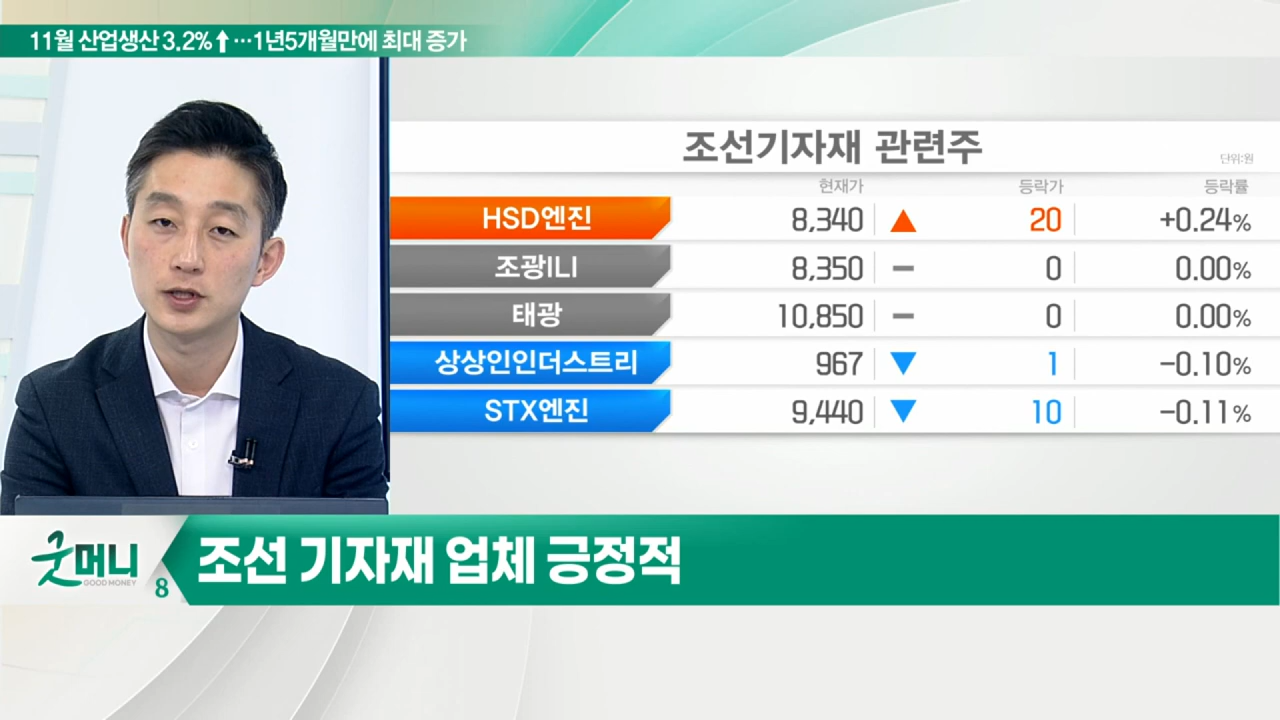 11월 산업생산 3.2%⬆…1년5개월만에 최대 증가
조선기자재 관련주
단위:원
현재가 등락가 등락률
HSD엔진 8,340 ▲ 20 +0.24%
조광ILI 8,350 － 0 0.00%
태광 10,850 － 0 0.00%
상상인인더스트리 967 ▼ 1 -0.10%
STX엔진 9,440 ▼ 10 -0.11%
굿머니
GOOD MONEY
8
조선 기자재 업체 긍정적